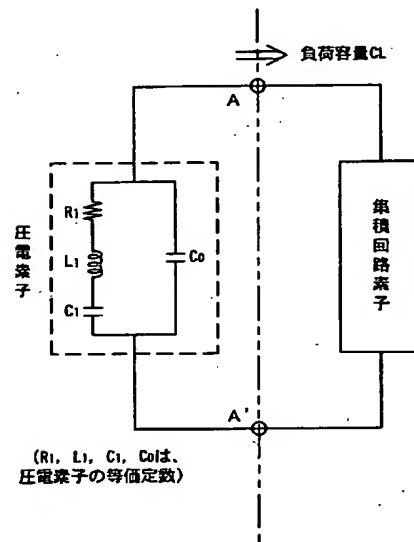 負荷容量CL
A
圧電素子
R1
L1
C1
C0
集積回路素子
A'
(R1, L1, C1, C0は、
圧電素子の等価定数)